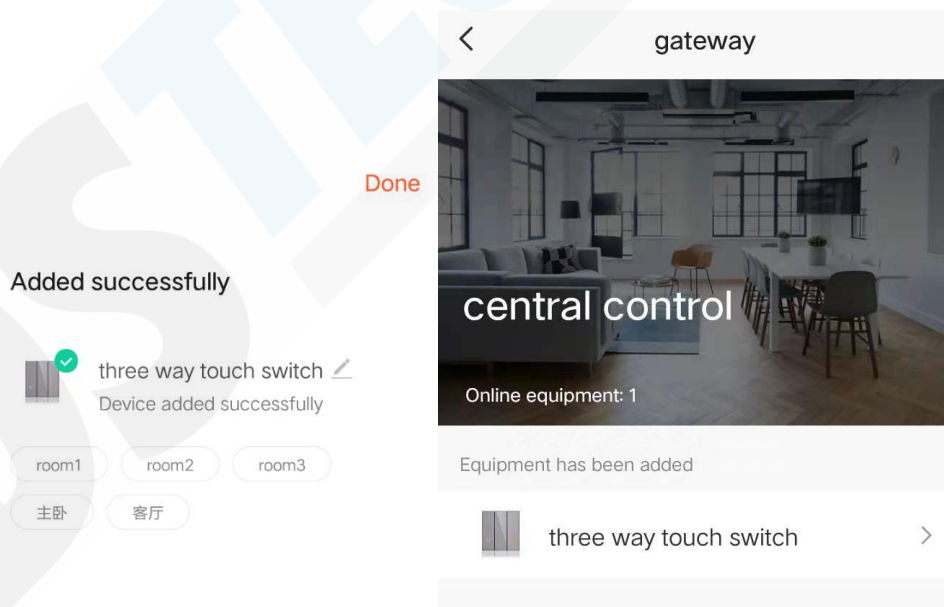 Done
Added successfully
three way touch switch
Device added successfully
room1 room2 room3
主卧 客厅
gateway
central control
Online equipment: 1
Equipment has been added
three way touch switch